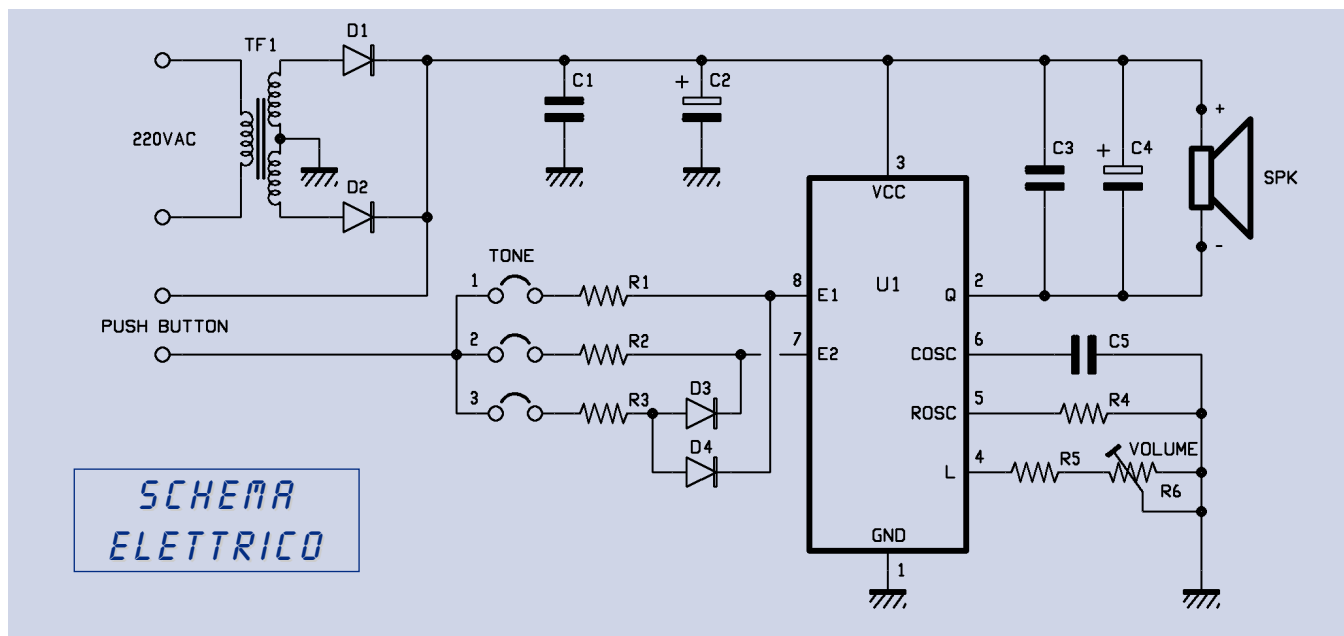 D1
TF1
C1
+ C2
220VAC
D2
3
VCC
C3
+ C4
+
SPK
-
TONE
1
R1
8
E1
U1
Q
2
PUSH BUTTON
2
R2
7
E2
COSC
6
C5
3
R3
D3
ROSC
5
R4
D4
L
4
R5
VOLUME
R6
GND
1
SCHEMA
ELETTRICO